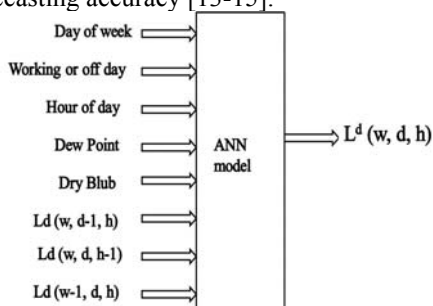 ecasting accuracy [13-15].
Day of week
Working or off day
Hour of day
Dew Point
Dry Blub
Ld (w, d-1, h)
Ld (w, d, h-1)
Ld (w-1, d, h)
ANN
model
L^d (w, d, h)